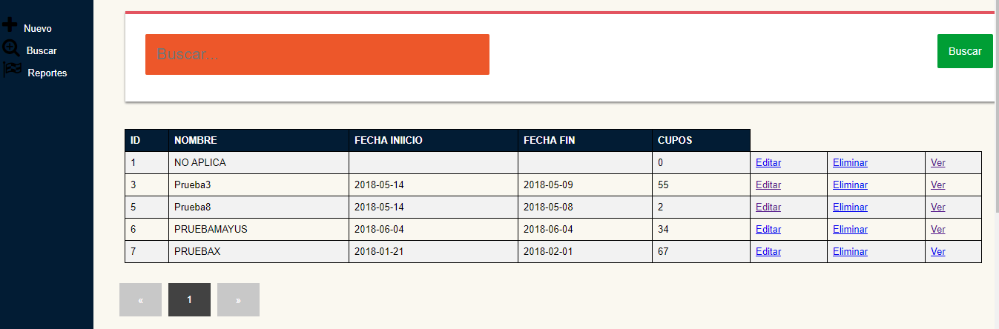 Nuevo
Buscar
Reportes
Buscar...
Buscar
ID NOMBRE FECHA INIICIO FECHA FIN CUPOS
1 NO APLICA 0 Editar Eliminar Ver
3 Prueba3 2018-05-14 2018-05-09 55 Editar Eliminar Ver
5 Prueba8 2018-05-14 2018-05-08 2 Editar Eliminar Ver
6 PRUEBAMAYUS 2018-06-04 2018-06-04 34 Editar Eliminar Ver
7 PRUEBAX 2018-01-21 2018-02-01 67 Editar Eliminar Ver
« 1 »